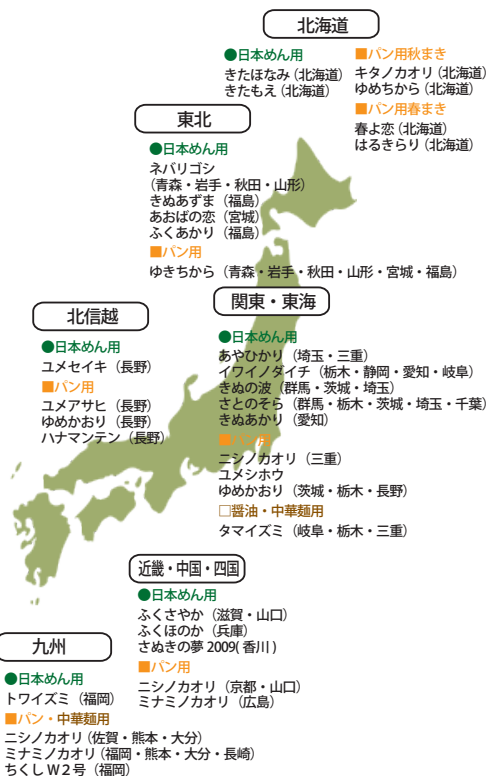 北海道
●日本めん用
きたほなみ（北海道）
きたもえ（北海道）
■パン用秋まき
キタノカオリ（北海道）
ゆめちから（北海道）
■パン用春まき
春よ恋（北海道）
はるきらり（北海道）
東北
●日本めん用
ネバリゴシ
（青森・岩手・秋田・山形）
きぬあずま（福島）
あおばの恋（宮城）
ふくあかり（福島）
■パン用
ゆきちから（青森・岩手・秋田・山形・宮城・福島）
北信越
●日本めん用
ユメセイキ（長野）
■パン用
ユメアサヒ（長野）
ゆめかおり（長野）
ハナマンテン（長野）
関東・東海
●日本めん用
あやひかり（埼玉・三重）
イワイノダイチ（栃木・静岡・愛知・岐阜）
きぬの波（群馬・茨城・埼玉）
さとのそら（群馬・栃木・茨城・埼玉・千葉）
きぬあかり（愛知）
■パン用
ニシノカオリ（三重）
ユメシホウ
ゆめかおり（茨城・栃木・長野）
□醤油・中華麺用
タマイズミ（岐阜・栃木・三重）
近畿・中国・四国
●日本めん用
ふくさやか（滋賀・山口）
ふくほのか（兵庫）
さぬきの夢2009(香川)
■パン用
ニシノカオリ（京都・山口）
ミナミノカオリ（広島）
九州
●日本めん用
トワイズミ（福岡）
■パン・中華麺用
ニシノカオリ（佐賀・熊本・大分）
ミナミノカオリ（福岡・熊本・大分・長崎）
ちくしW２号（福岡）